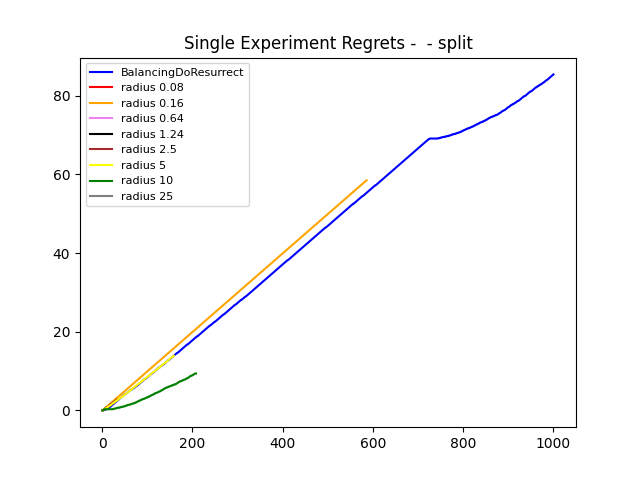 Single Experiment Regrets -  - split
BalancingDoResurrect
radius 0.08
radius 0.16
radius 0.64
radius 1.24
radius 2.5
radius 5
radius 10
radius 25
80
60
40
20
0
0 200 400 600 800 1000